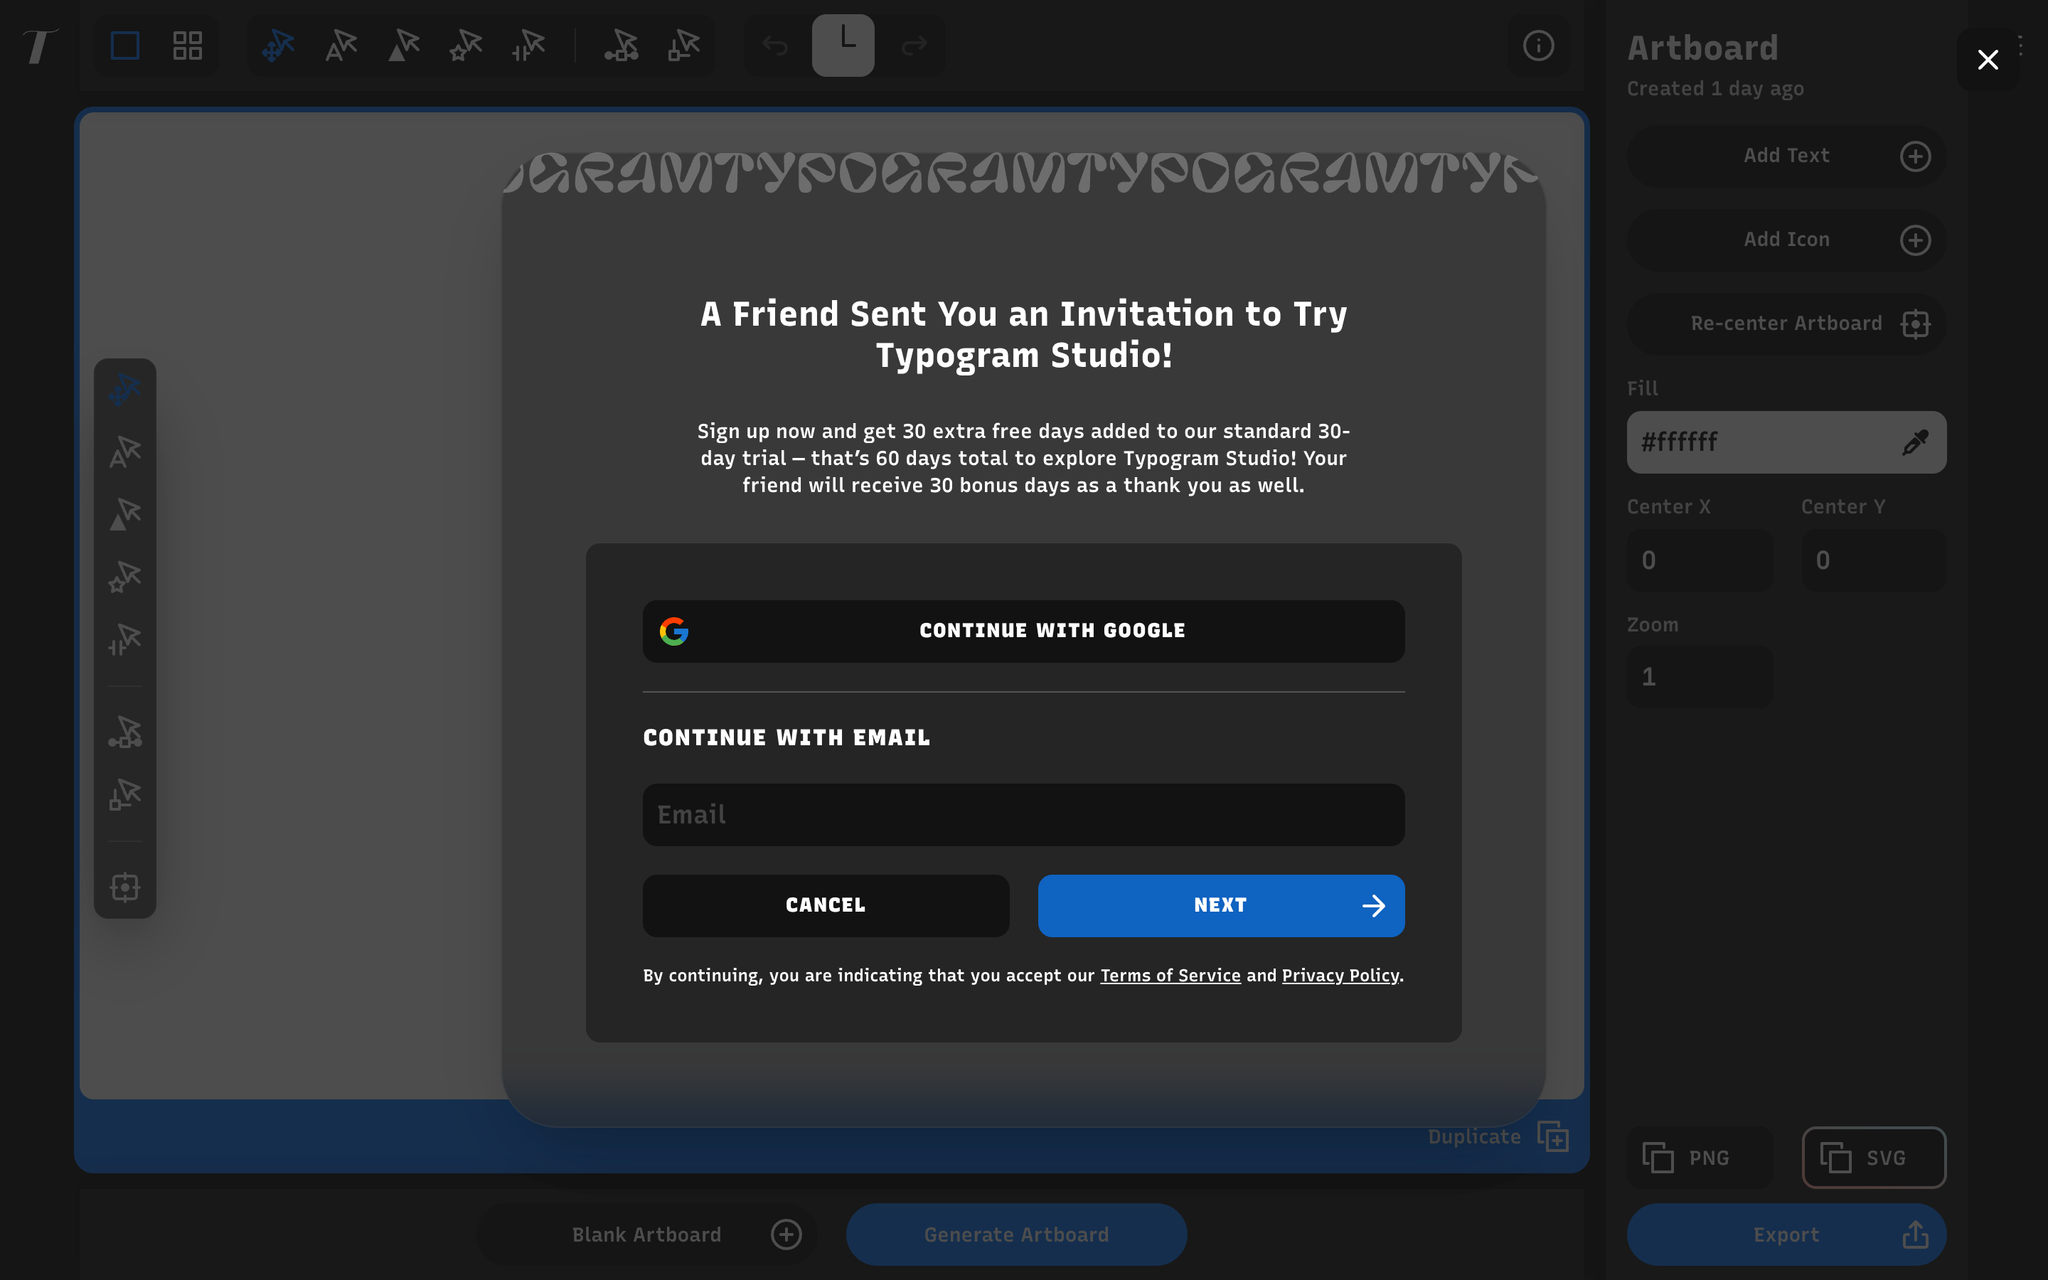 T
Artboard
Created 1 day ago
Add Text
Add Icon
Re-center Artboard
Fill
#ffffff
Center X
Center Y
0
0
Zoom
1
OGRAMTYPOGRAMTYPOGRAMTYP
A Friend Sent You an Invitation to Try
Typogram Studio!
Sign up now and get 30 extra free days added to our standard 30-
day trial – that’s 60 days total to explore Typogram Studio! Your
friend will receive 30 bonus days as a thank you as well.
CONTINUE WITH GOOGLE
CONTINUE WITH EMAIL
Email
CANCEL
NEXT
By continuing, you are indicating that you accept our Terms of Service and Privacy Policy.
Duplicate
PNG
SVG
Blank Artboard
Generate Artboard
Export